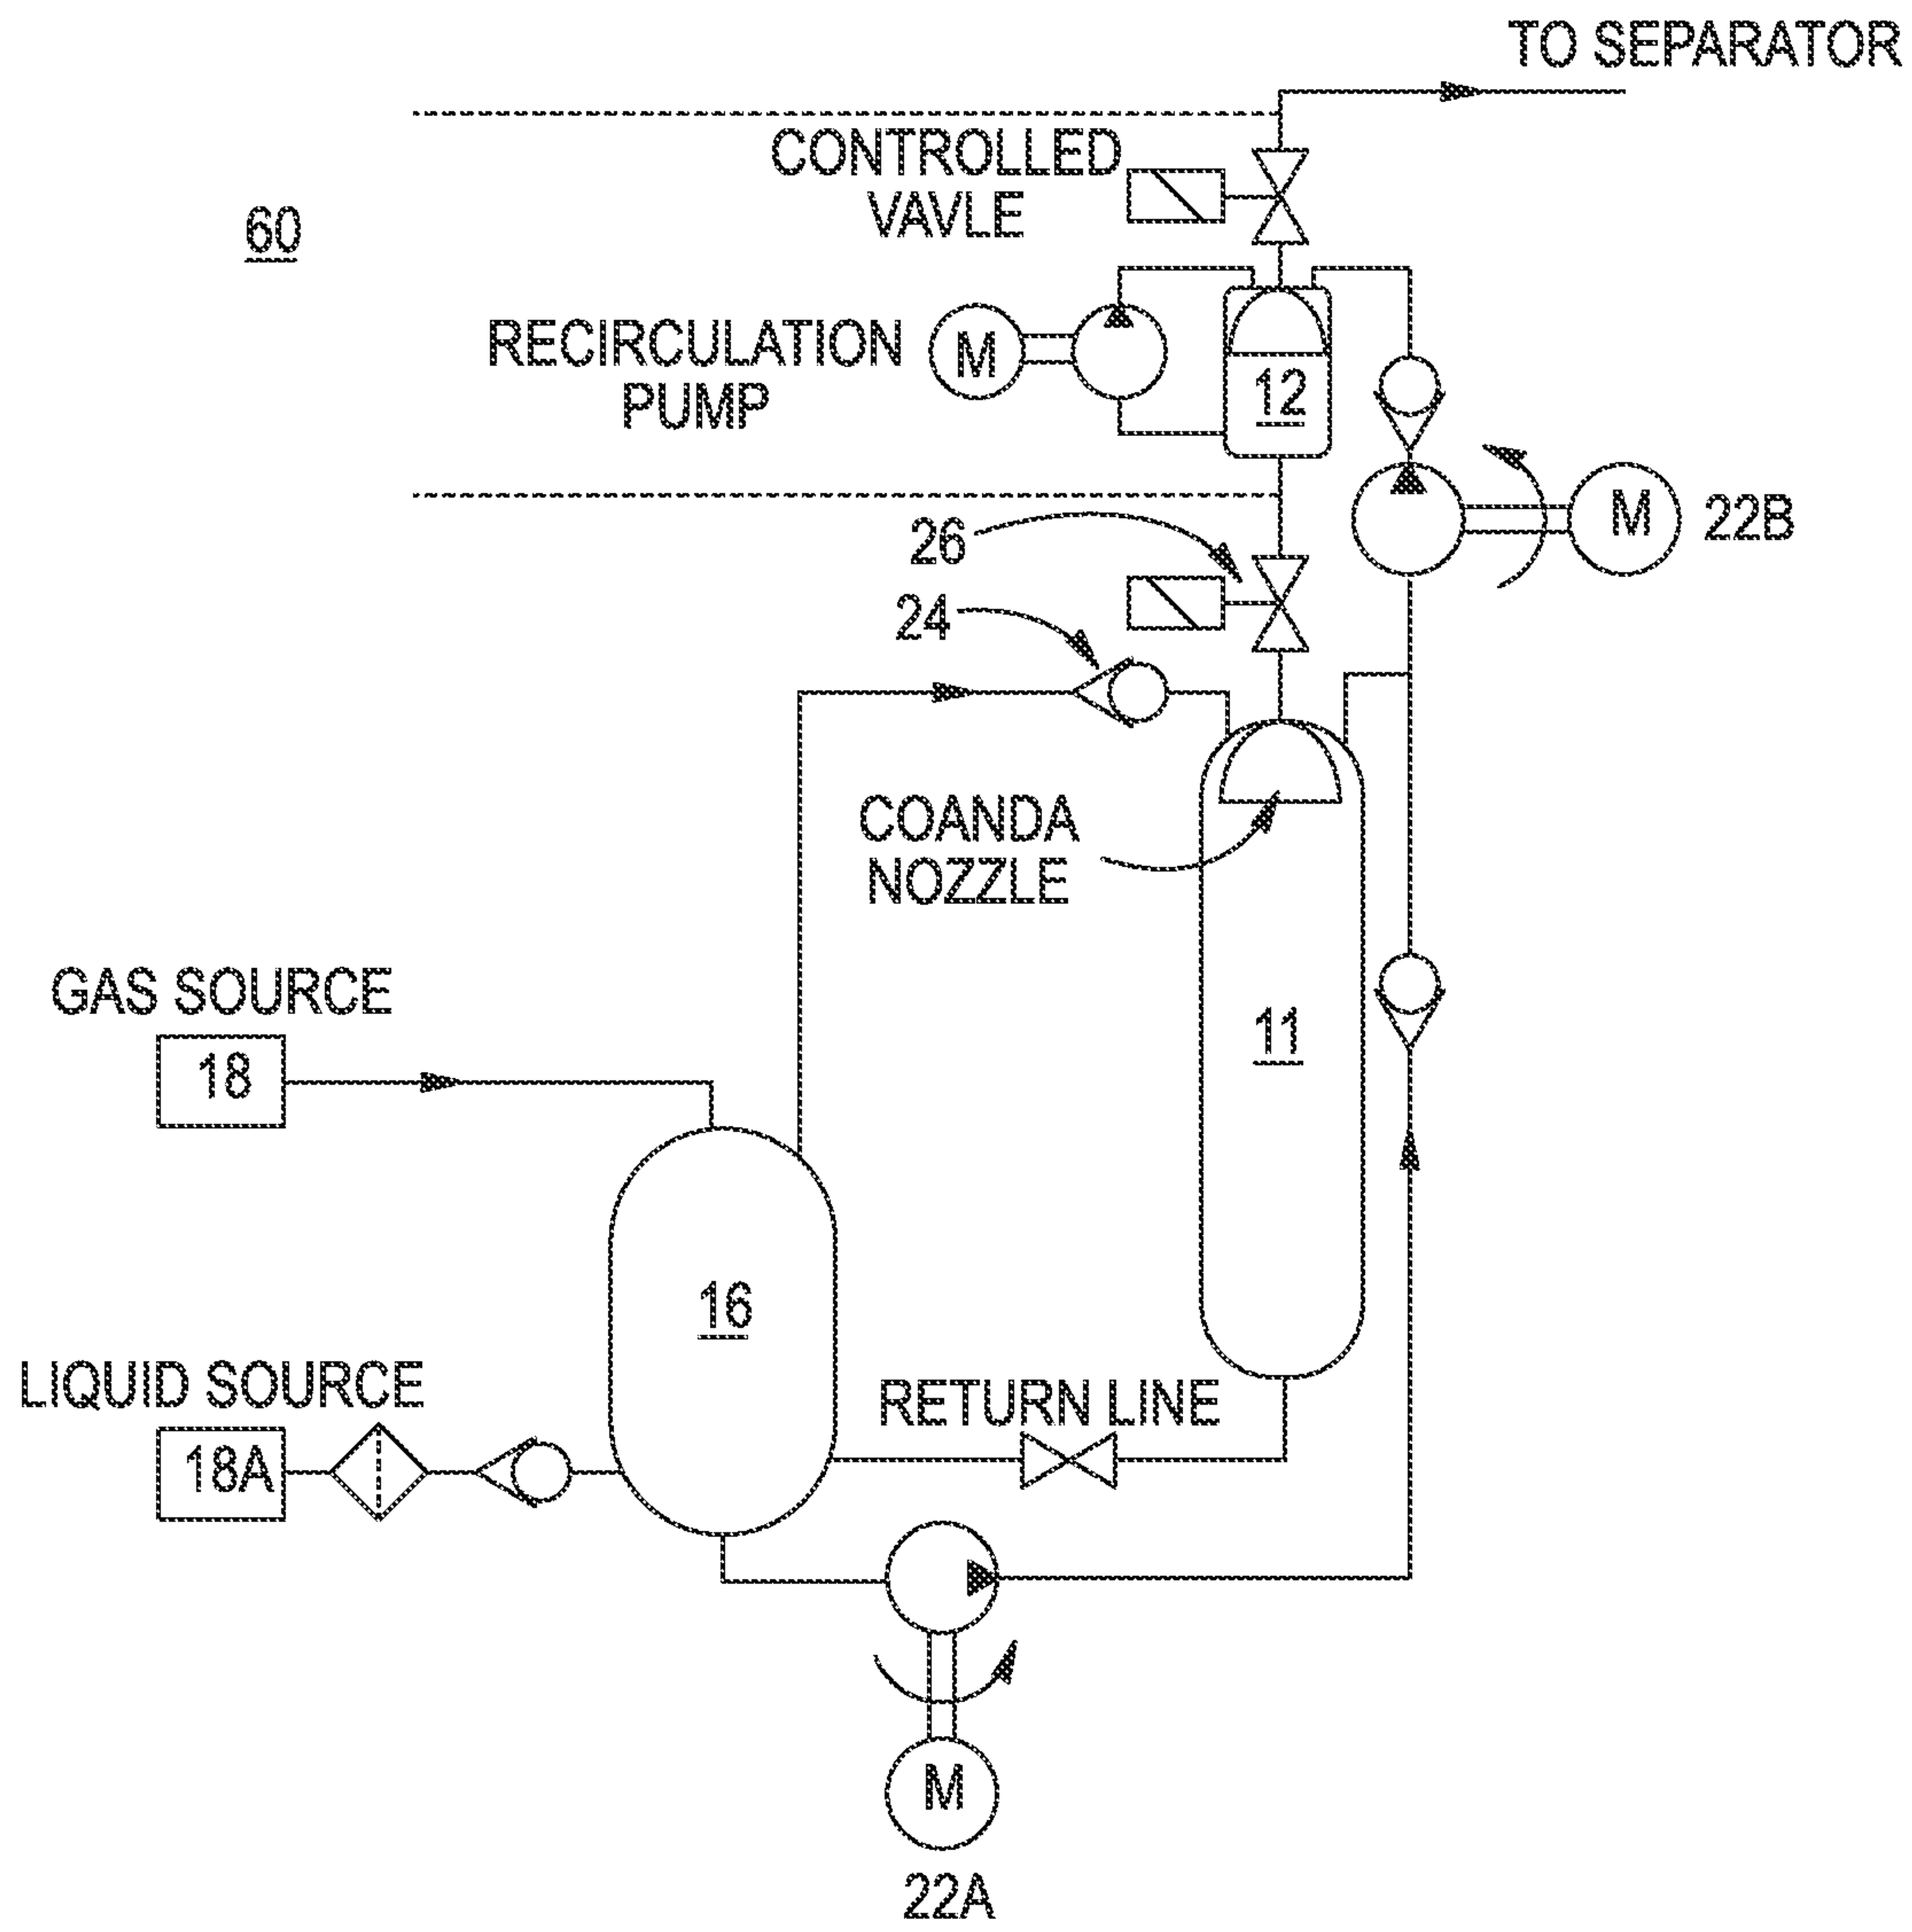 TO SEPARATOR
CONTROLLED
VAVLE
60
RECIRCULATION
PUMP
M
12
M
22B
26
24
COANDA
NOZZLE
GAS SOURCE
18
11
16
LIQUID SOURCE
18A
RETURN LINE
M
22A